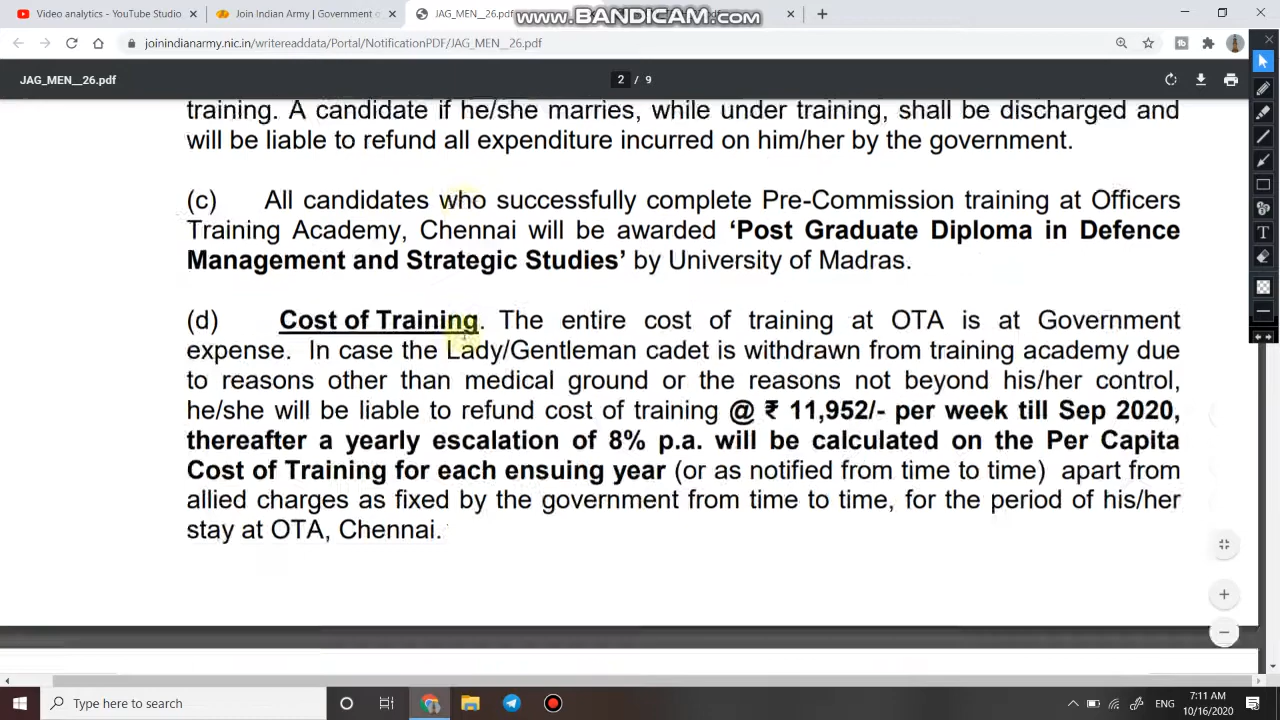 Video analytics - YouTube Studio
Join Indian Army | Government o
JAG_MEN__26.pdf
www.BANDICAM.com
joinindianarmy.nic.in/writereaddata/Portal/NotificationPDF/JAG_MEN__26.pdf
JAG_MEN__26.pdf
2 / 9
training. A candidate if he/she marries, while under training, shall be discharged and
will be liable to refund all expenditure incurred on him/her by the government.
(c) All candidates who successfully complete Pre-Commission training at Officers
Training Academy, Chennai will be awarded ‘Post Graduate Diploma in Defence
Management and Strategic Studies’ by University of Madras.
(d) Cost of Training. The entire cost of training at OTA is at Government
expense. In case the Lady/Gentleman cadet is withdrawn from training academy due
to reasons other than medical ground or the reasons not beyond his/her control,
he/she will be liable to refund cost of training @ ₹ 11,952/- per week till Sep 2020,
thereafter a yearly escalation of 8% p.a. will be calculated on the Per Capita
Cost of Training for each ensuing year (or as notified from time to time) apart from
allied charges as fixed by the government from time to time, for the period of his/her
stay at OTA, Chennai.
Type here to search
ENG
7:11 AM
10/16/2020